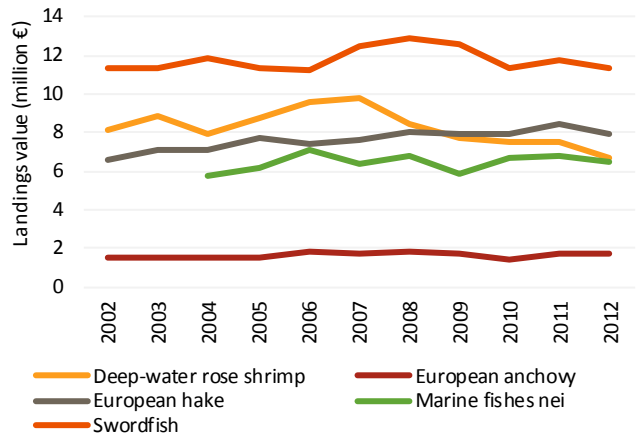 Landings value (million €)
14
12
10
8
6
4
2
0
2002 2003 2004 2005 2006 2007 2008 2009 2010 2011 2012
Deep-water rose shrimp European anchovy
European hake Marine fishes nei
Swordfish